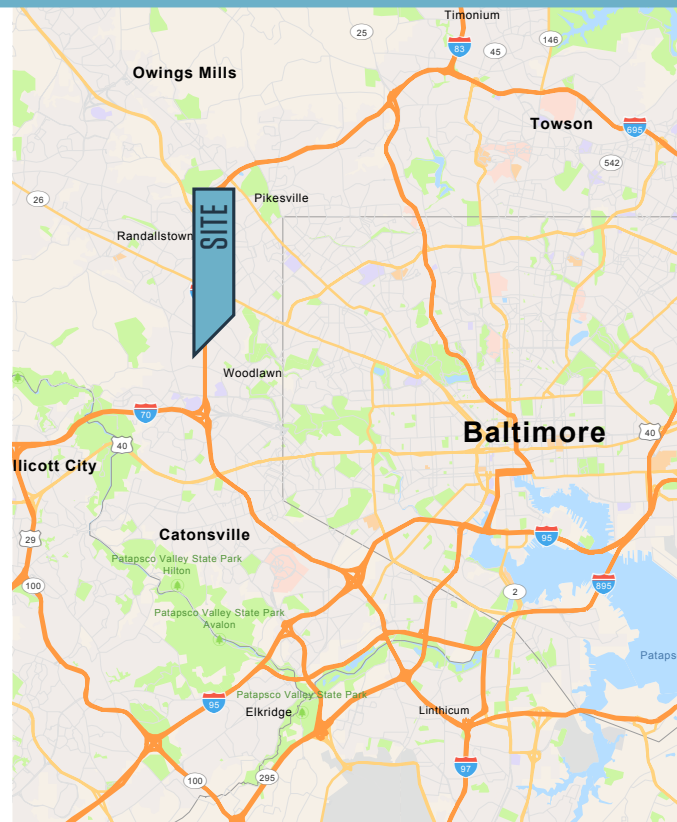 Timonium
25
83
45
146
Owings Mills
Towson
695
542
26
Pikesville
SITE
Randallstown
Woodlawn
70
40
Baltimore
40
llicott City
29
Catonsville
95
Patapsco Valley State Park
Hilton
100
895
2
Patapsco Valley State Park
Avalon
Pataps
Patapsco Valley State Park
95
Elkridge
Linthicum
97
100
295